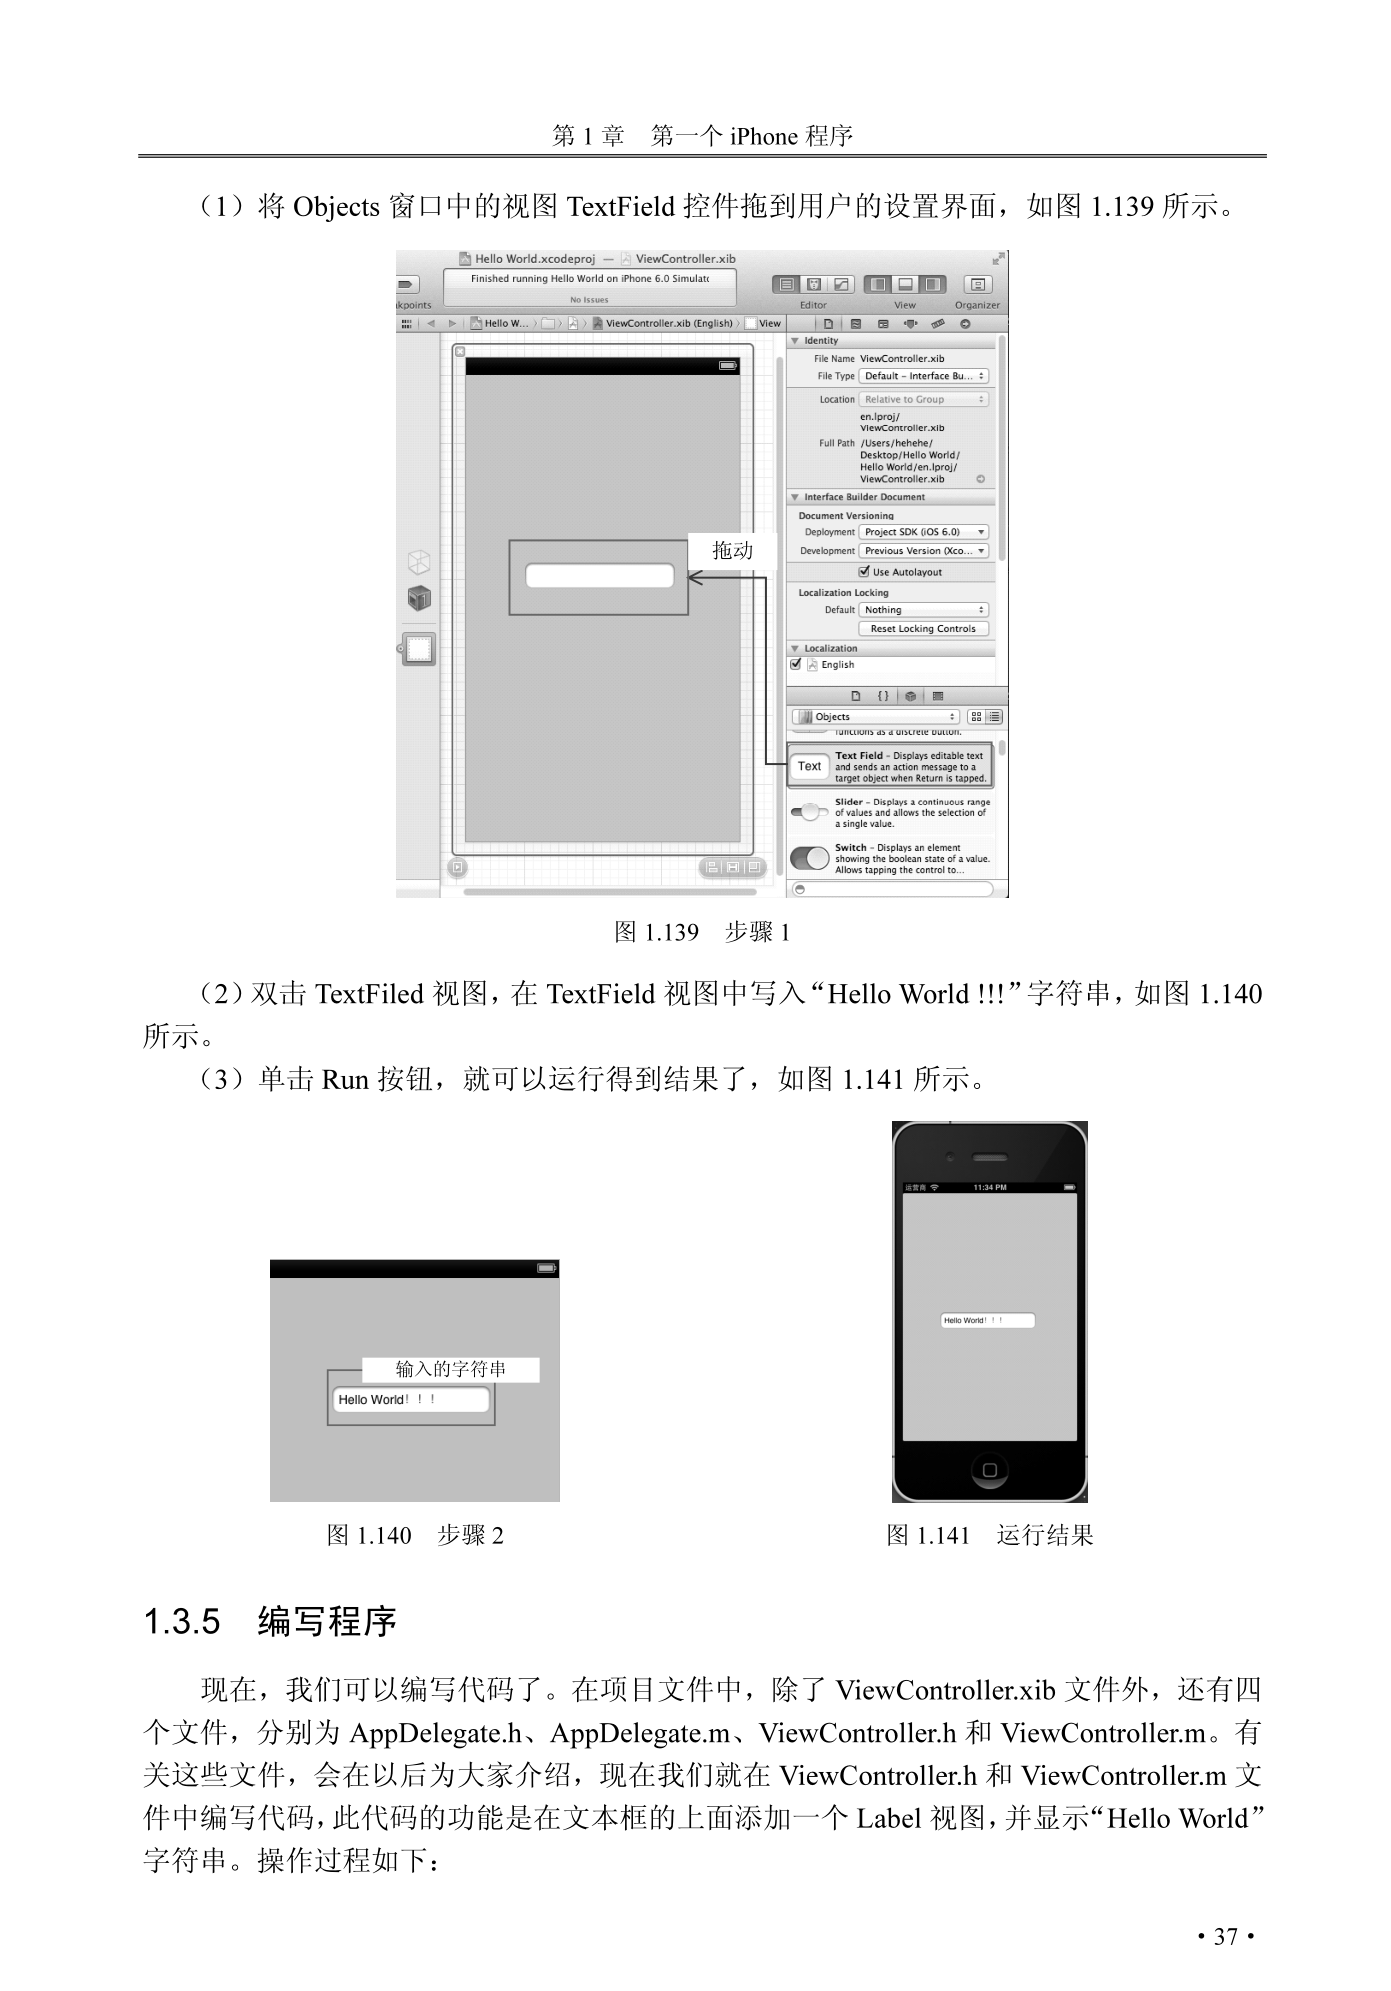 第 1 章 第一个 iPhone 程序
（1）将 Objects 窗口中的视图 TextField 控件拖到用户的设置界面，如图 1.139 所示。
Hello World.xcodeproj — ViewController.xib
Finished running Hello World on iPhone 6.0 Simulatc
No Issues
kpoints
Editor View Organizer
Hello W... ViewController.xib (English) View
Identity
File Name ViewController.xib
File Type Default – Interface Bu...
Location Relative to Group
en.lproj/
ViewController.xib
Full Path /Users/hehehe/
Desktop/Hello World/
Hello World/en.lproj/
ViewController.xib
Interface Builder Document
Document Versioning
Deployment Project SDK (iOS 6.0)
拖动
Development Previous Version (Xco...
Use Autolayout
Localization Locking
Default Nothing
Reset Locking Controls
Localization
English
{}
Objects
functions as a discrete button.
Text
Text Field – Displays editable text
and sends an action message to a
target object when Return is tapped.
Slider – Displays a continuous range
of values and allows the selection of
a single value.
Switch – Displays an element
showing the boolean state of a value.
Allows tapping the control to...
图 1.139 步骤 1
（2）双击 TextFiled 视图，在 TextField 视图中写入“Hello World !!!”字符串，如图 1.140
所示。
（3）单击 Run 按钮，就可以运行得到结果了，如图 1.141 所示。
输入的字符串
Hello World！！！
图 1.140 步骤 2
运营商 11:34 PM
Hello World！！！
图 1.141 运行结果
1.3.5 编写程序
现在，我们可以编写代码了。在项目文件中，除了 ViewController.xib 文件外，还有四
个文件，分别为 AppDelegate.h、AppDelegate.m、ViewController.h 和 ViewController.m。有
关这些文件，会在以后为大家介绍，现在我们就在 ViewController.h 和 ViewController.m 文
件中编写代码，此代码的功能是在文本框的上面添加一个 Label 视图，并显示“Hello World”
字符串。操作过程如下：
• 37 •